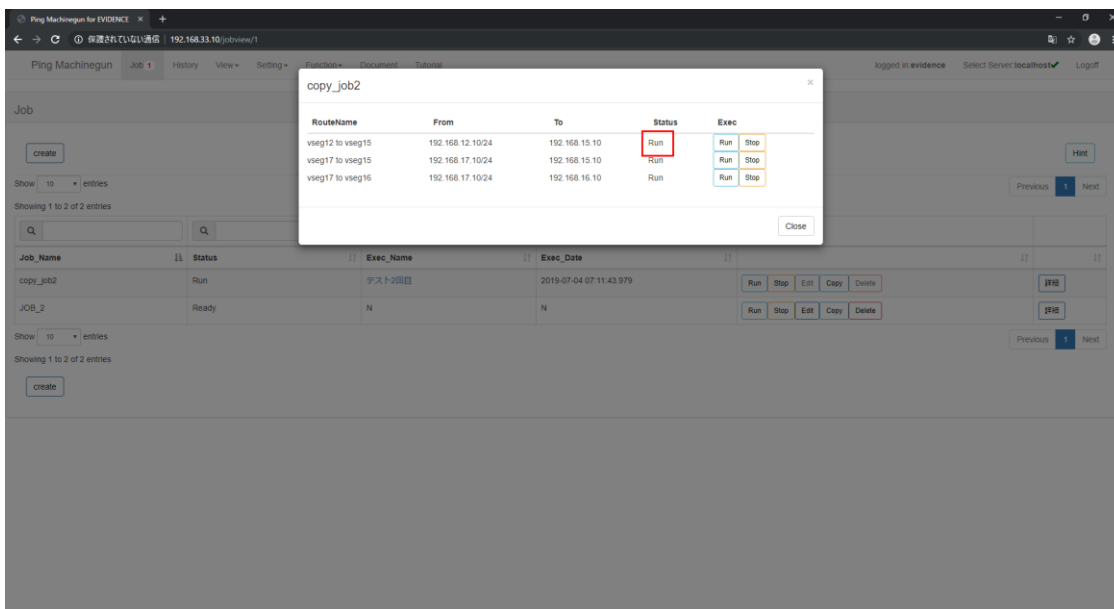 Ping Machinegun for EVIDENCE
保護されていない通信 | 192.168.33.10/jobview/1
Ping Machinegun Job 1 History View Setting Function Document Tutorial logged in:evidence Select Server:localhost✔ Logoff
copy_job2 ×
Job
RouteName From To Status Exec
vseg12 to vseg15 192.168.12.10/24 192.168.15.10 Run Run Stop
vseg17 to vseg15 192.168.17.10/24 192.168.15.10 Run Run Stop
vseg17 to vseg16 192.168.17.10/24 192.168.16.10 Run Run Stop
Close
create Hint
Show 10 entries Previous 1 Next
Showing 1 to 2 of 2 entries
Job_Name Status Exec_Name Exec_Date
copy_job2 Run テスト2回目 2019-07-04 07:11:43.979 Run Stop Edit Copy Delete 詳細
JOB_2 Ready N N Run Stop Edit Copy Delete 詳細
Show 10 entries Previous 1 Next
Showing 1 to 2 of 2 entries
create